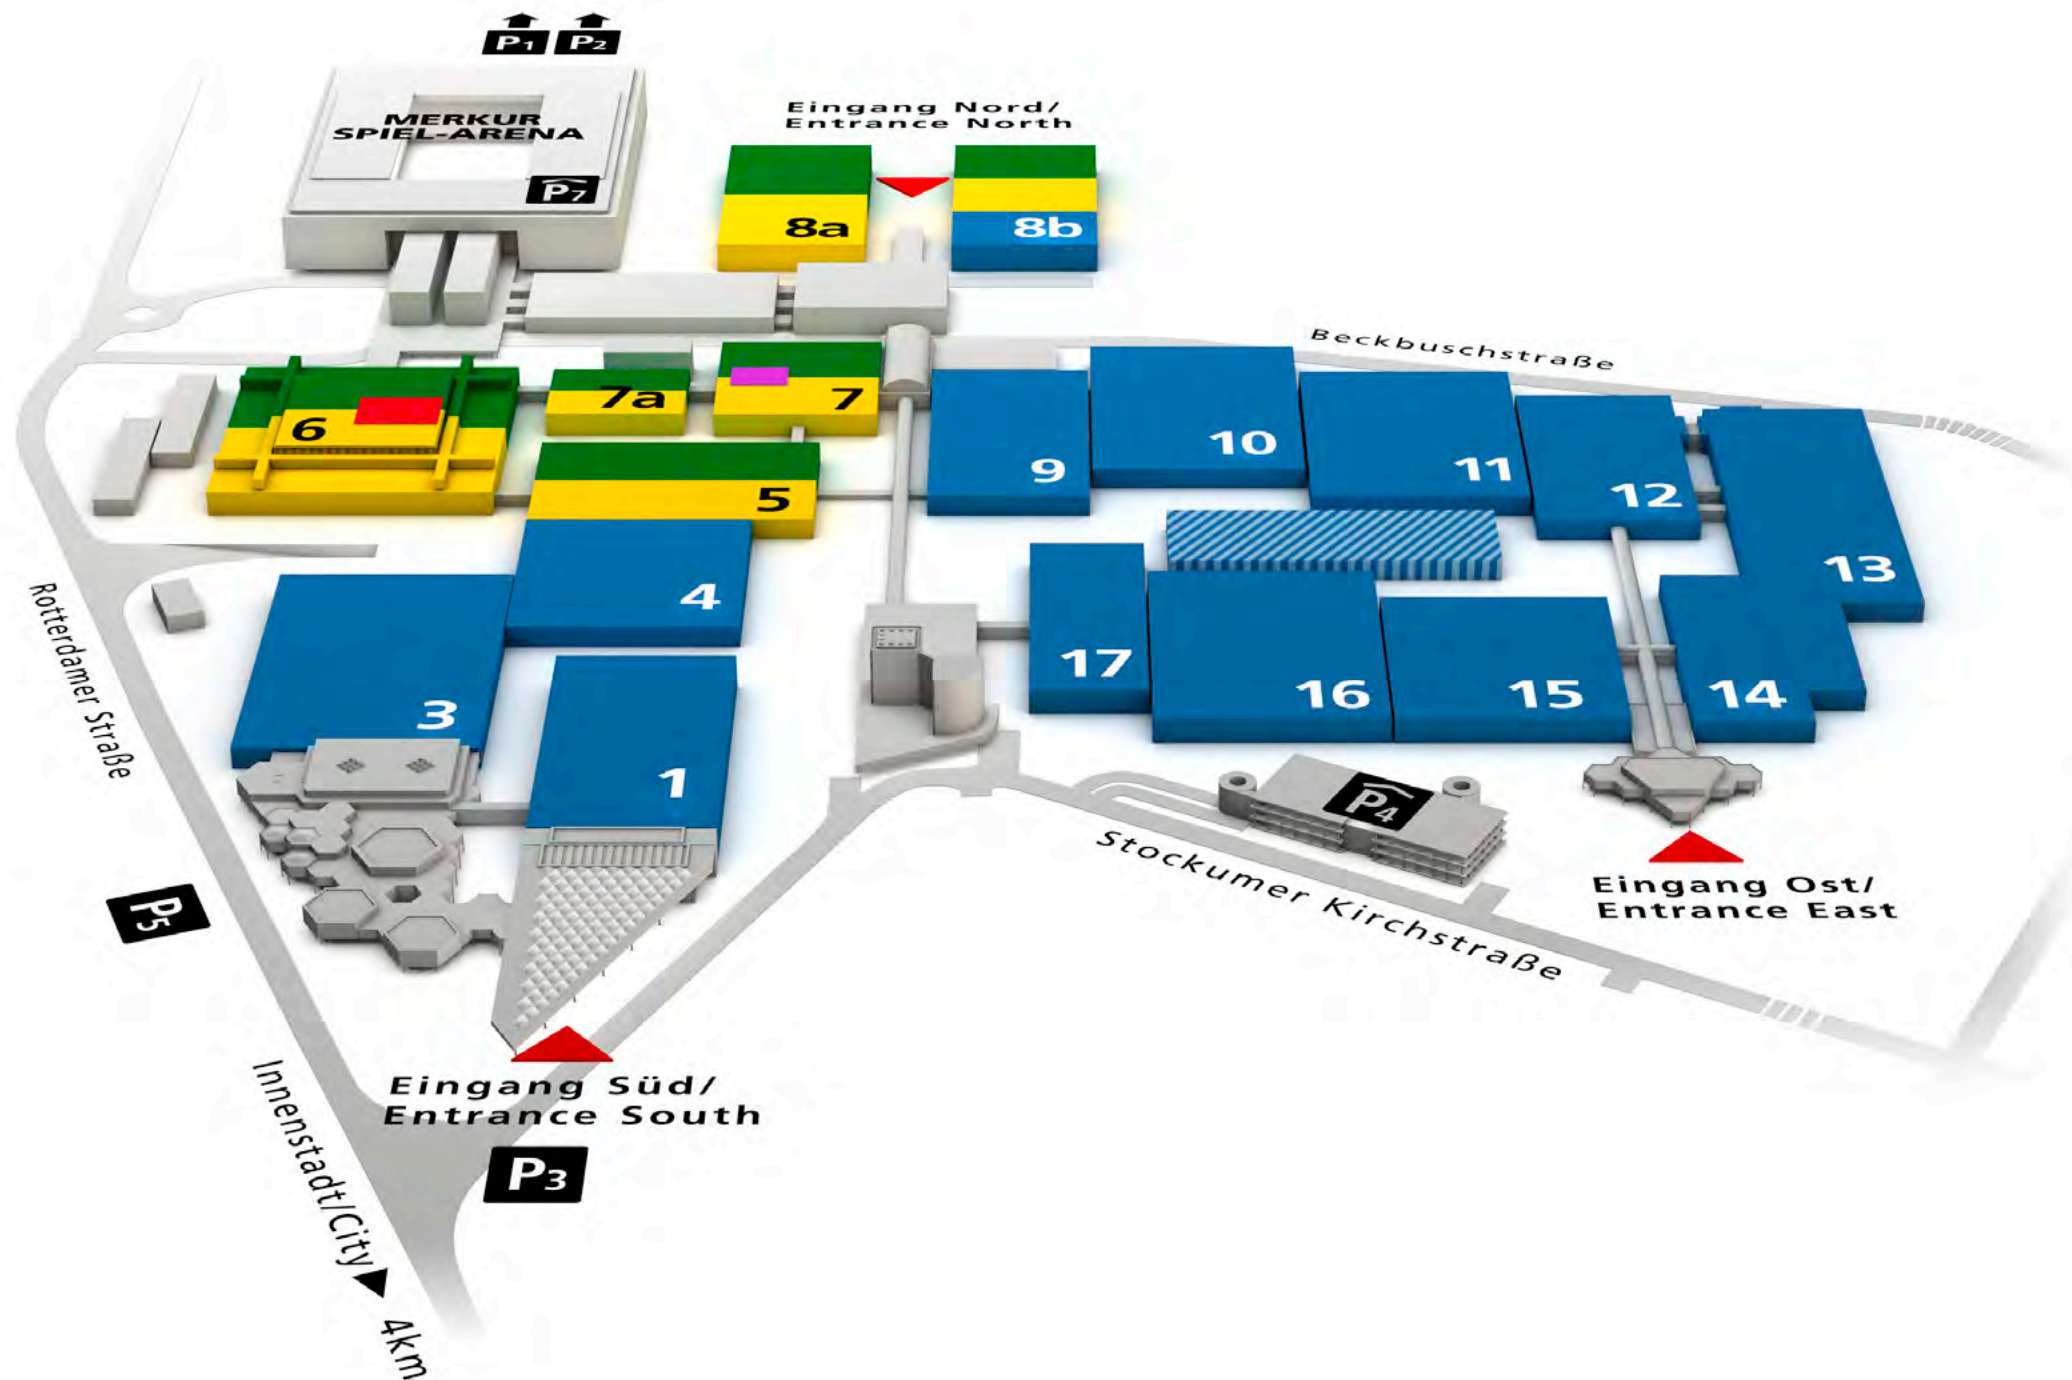 P1 P2
MERKUR
SPIEL-ARENA
P7
Eingang Nord/
Entrance North
8a
8b
Beckbuschstraße
6
7a
7
5
9
10
11
12
13
4
3
1
17
16
15
14
Rotterdamer Straße
P5
P4
Stockumer Kirchstraße
Eingang Ost/
Entrance East
Eingang Süd/
Entrance South
P3
Innenstadt/City
4km